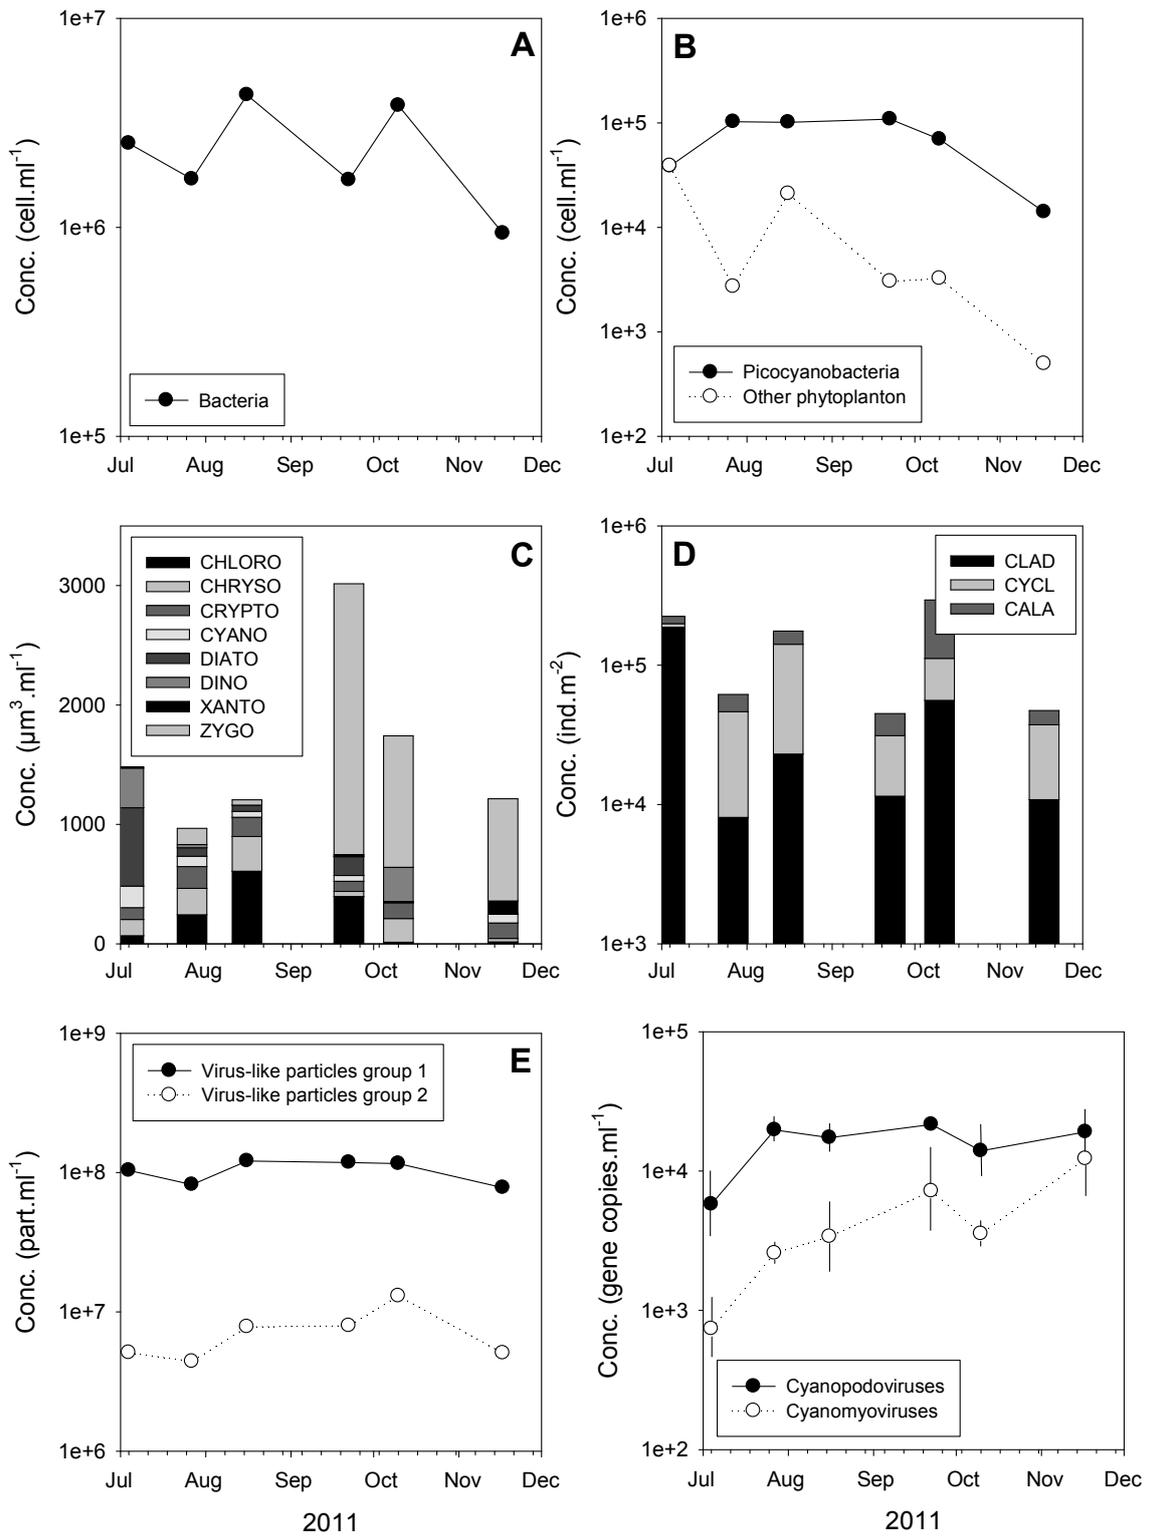 A
Conc. (cell.ml-1)
1e+7
1e+6
1e+5
Bacteria
Jul Aug Sep Oct Nov Dec
B
Conc. (cell.ml-1)
1e+6
1e+5
1e+4
1e+3
1e+2
Picocyanobacteria
Other phytoplanton
Jul Aug Sep Oct Nov Dec
C
Conc. (µm3.ml-1)
3000
2000
1000
0
CHLORO
CHRYSO
CRYPTO
CYANO
DIATO
DINO
XANTO
ZYGO
Jul Aug Sep Oct Nov Dec
D
Conc. (ind.m-2)
1e+6
1e+5
1e+4
1e+3
CLAD
CYCL
CALA
Jul Aug Sep Oct Nov Dec
E
Conc. (part.ml-1)
1e+9
1e+8
1e+7
1e+6
Virus-like particles group 1
Virus-like particles group 2
Jul Aug Sep Oct Nov Dec
2011
Conc. (gene copies.ml-1)
1e+5
1e+4
1e+3
1e+2
Cyanopodoviruses
Cyanomyoviruses
Jul Aug Sep Oct Nov Dec
2011